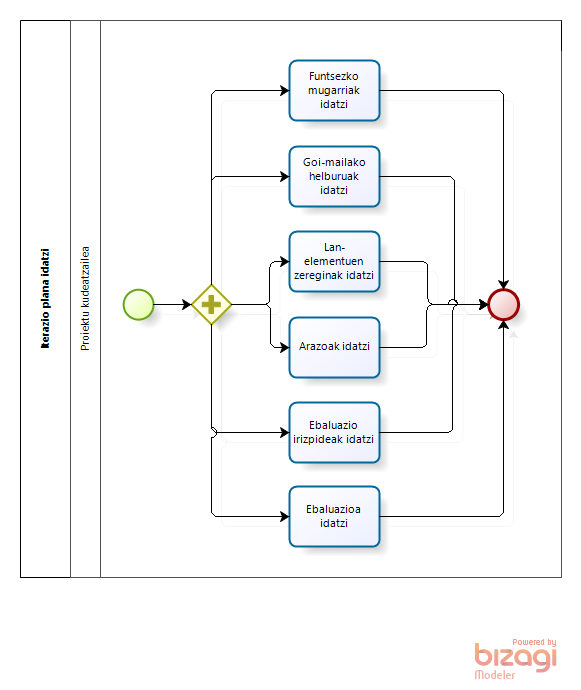 Iterazio plana idatzi
Proiektu kudeatzailea
Funtsezko
mugarriak
idatzi
Goi-mailako
helburuak
idatzi
Lan-
elementuen
zereginak idatzi
Arazoak idatzi
Ebaluazio
irizpideak idatzi
Ebaluazioa
idatzi
Powered by
bizagi
Modeler